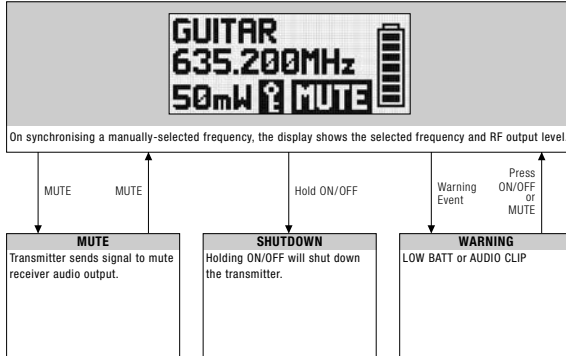 GUITAR
635.200MHz
50mW MUTE
On synchronising a manually-selected frequency, the display shows the selected frequency and RF output level.
MUTE
MUTE
Hold ON/OFF
Warning
Event
Press
ON/OFF
or
MUTE
MUTE
Transmitter sends signal to mute
receiver audio output.
SHUTDOWN
Holding ON/OFF will shut down
the transmitter.
WARNING
LOW BATT or AUDIO CLIP